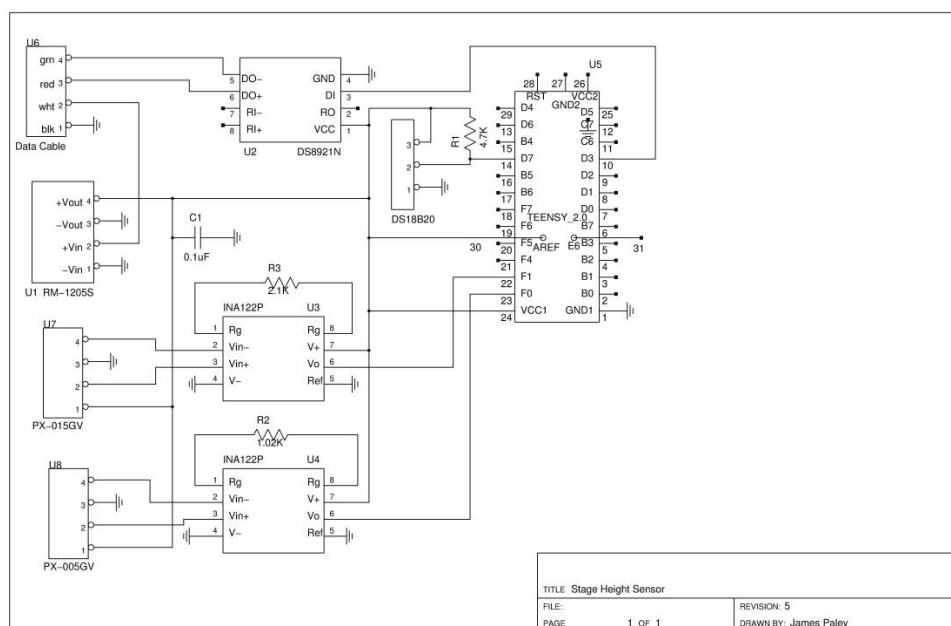 U6
grn 4
red 3
wht 2
blk 1
Data Cable
5 DO−
6 DO+
7 RI−
8 RI+
GND 4
DI 3
RO 2
VCC 1
U2 DS8921N
+Vout 4
−Vout 3
+Vin 2
−Vin 1
U1 RM−1205S
C1
0.1uF
3
2
1
DS18B20
R1
4.7K
U5
28
27
26
RST
GND2
VCC2
D4
29
D6
13
B4
15
D7
14
B5
16
B6
17
F7
18
F6
19
F5
20
F4
21
F1
22
F0
23
VCC1
24
TEENSY_2.0
30
AREF
E6
31
D5
25
C7
12
C6
11
D3
10
D2
9
D1
8
D0
7
B7
6
B3
5
B2
4
B1
3
B0
2
GND1
1
R3
2.1K
INA122P U3
1 Rg
2 Vin−
3 Vin+
4 V−
Rg 8
V+ 7
Vo 6
Ref 5
U7
4
3
2
1
PX−015GV
R2
1.02K
INA122P U4
1 Rg
2 Vin−
3 Vin+
4 V−
Rg 8
V+ 7
Vo 6
Ref 5
U8
4
3
2
1
PX−005GV
TITLE Stage Height Sensor
FILE: REVISION: 5
PAGE 1 OF 1 DRAWN BY: James Paley